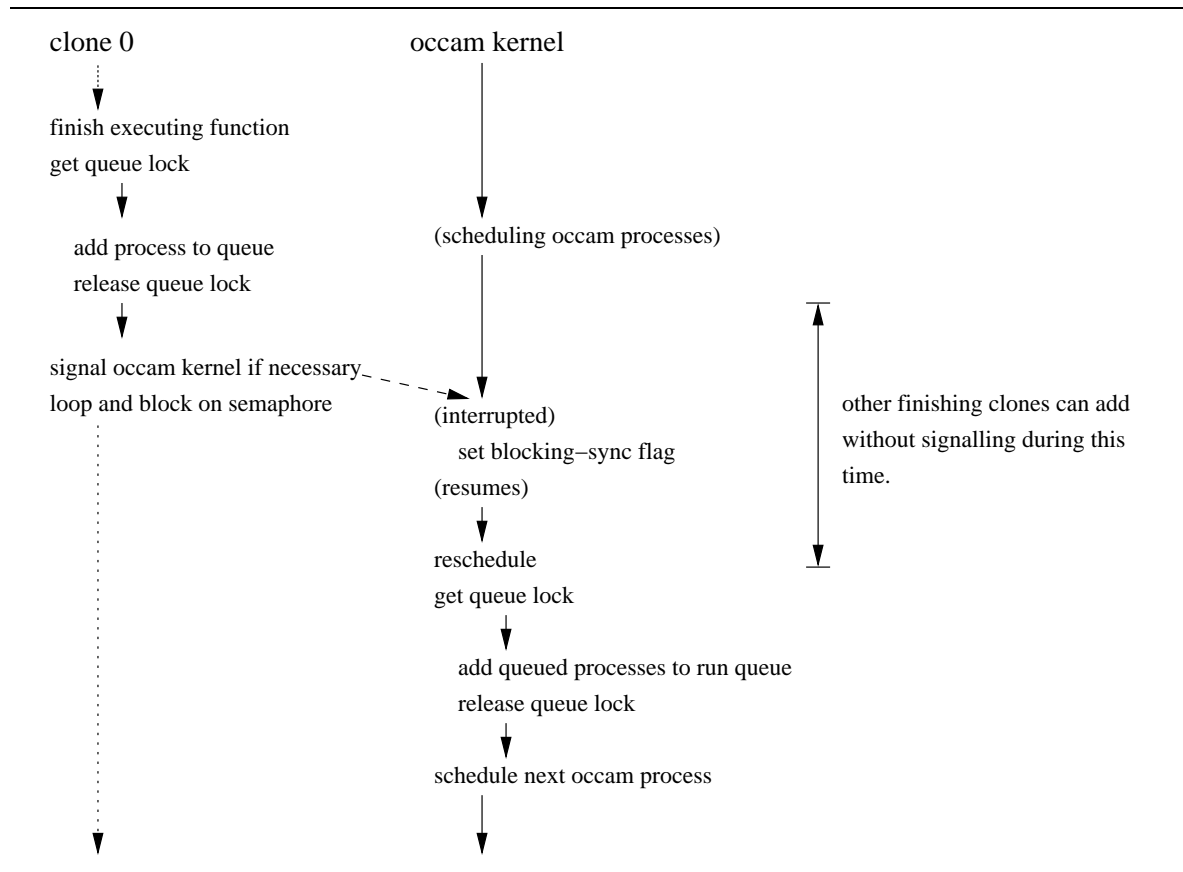 clone 0
finish executing function
get queue lock
add process to queue
release queue lock
signal occam kernel if necessary
loop and block on semaphore
occam kernel
(scheduling occam processes)
(interrupted)
set blocking−sync flag
(resumes)
reschedule
get queue lock
add queued processes to run queue
release queue lock
schedule next occam process
other finishing clones can add
without signalling during this
time.